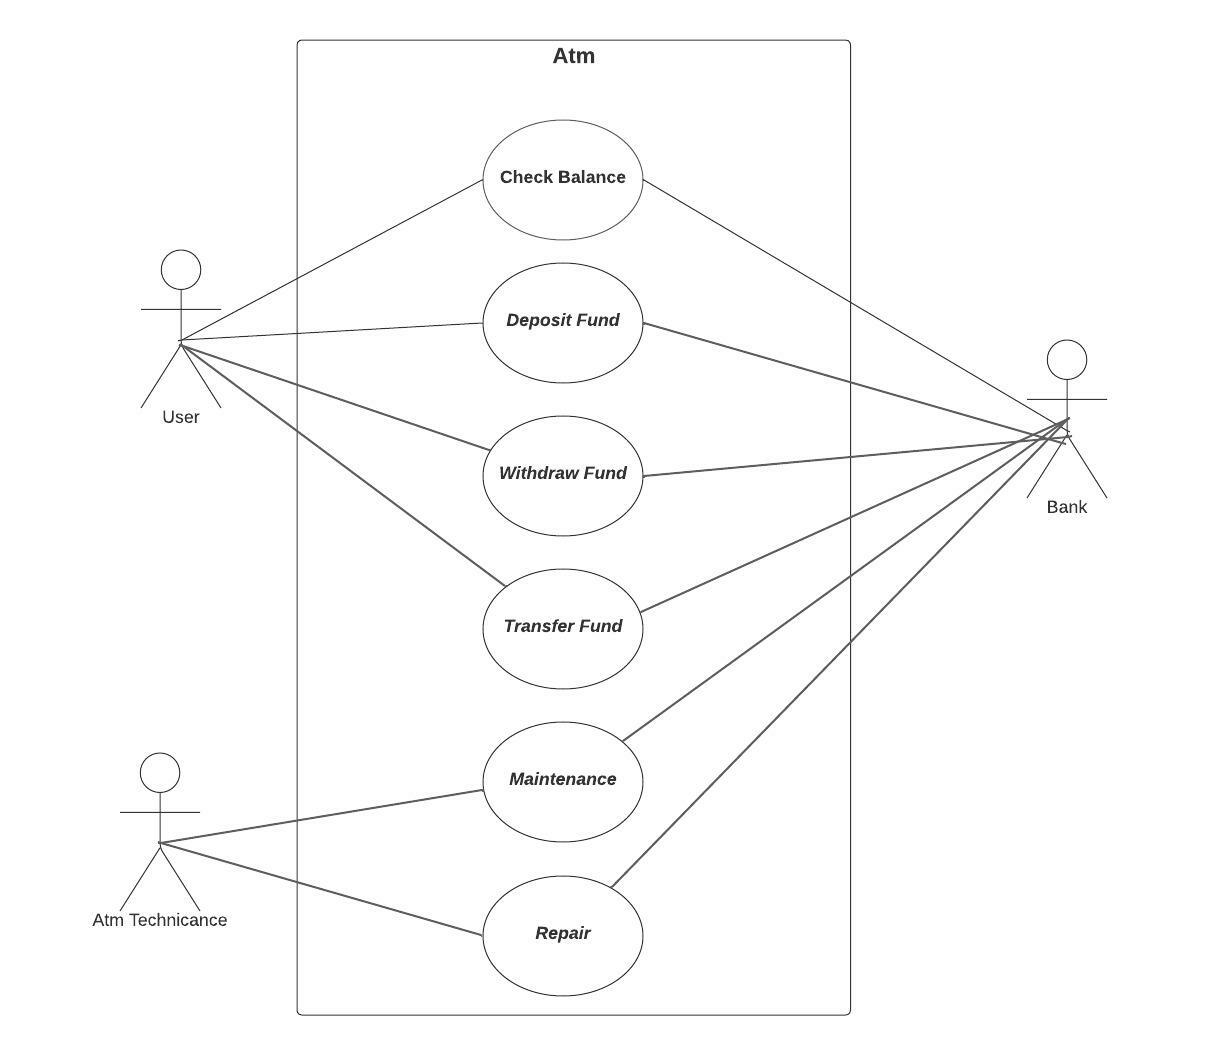 Atm
Check Balance
Deposit Fund
User
Withdraw Fund
Bank
Transfer Fund
Maintenance
Atm Technicance
Repair